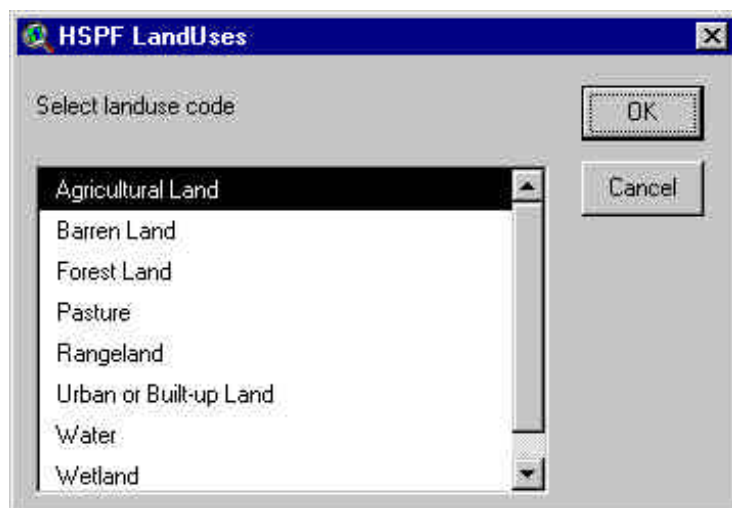 HSPF LandUses
Select landuse code
OK
Cancel
Agricultural Land
Barren Land
Forest Land
Pasture
Rangeland
Urban or Built-up Land
Water
Wetland